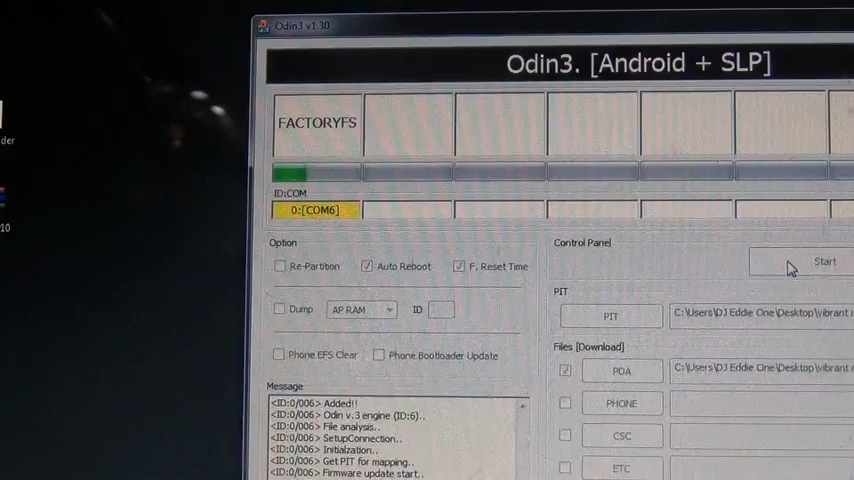 Odin3 v1.30
Odin3. [Android + SLP]
der
FACTORYFS
ID:COM
0:[COM6]
10
Option
Control Panel
Re-Partition
Auto Reboot
F. Reset Time
Start
PIT
Dump
AP RAM
ID
PIT
C:\Users\DJ Eddie One\Desktop\vibrant
Files [Download]
Phone EFS Clear
Phone Bootloader Update
PDA
C:\Users\DJ Eddie One\Desktop\vibrant
Message
<ID:0/006> Added!!
<ID:0/006> Odin v.3 engine (ID:6)..
<ID:0/006> File analysis..
<ID:0/006> SetupConnection..
<ID:0/006> Initialzation..
<ID:0/006> Get PIT for mapping..
<ID:0/006> Firmware update start..
PHONE
CSC
ETC